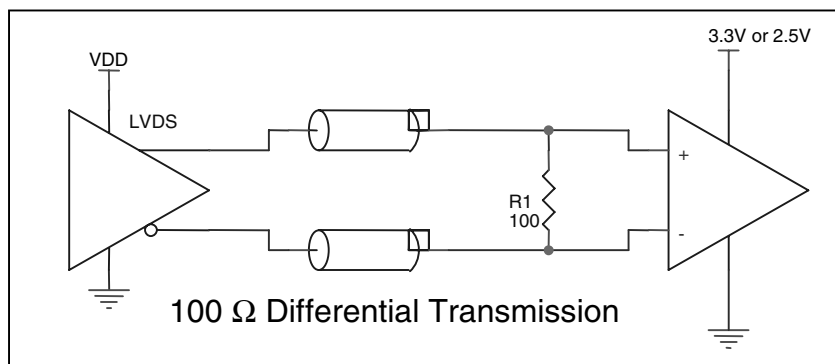 3.3V or 2.5V
VDD
LVDS
+
R1
100
-
100 Ω Differential Transmission